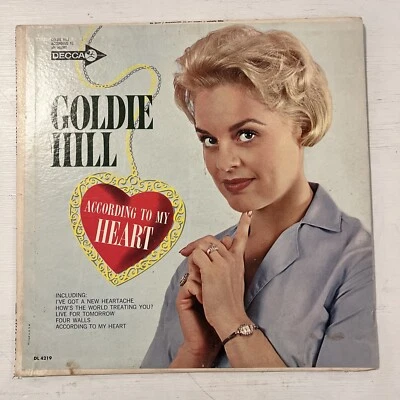 DECCA
GOLDIE
HILL
ACCORDING TO MY
HEART
INCLUDING:
I'VE GOT A NEW HEARTACHE
HOW'S THE WORLD TREATING YOU?
LIVE FOR TOMORROW
FOUR WALLS
ACCORDING TO MY HEART
DL 4219